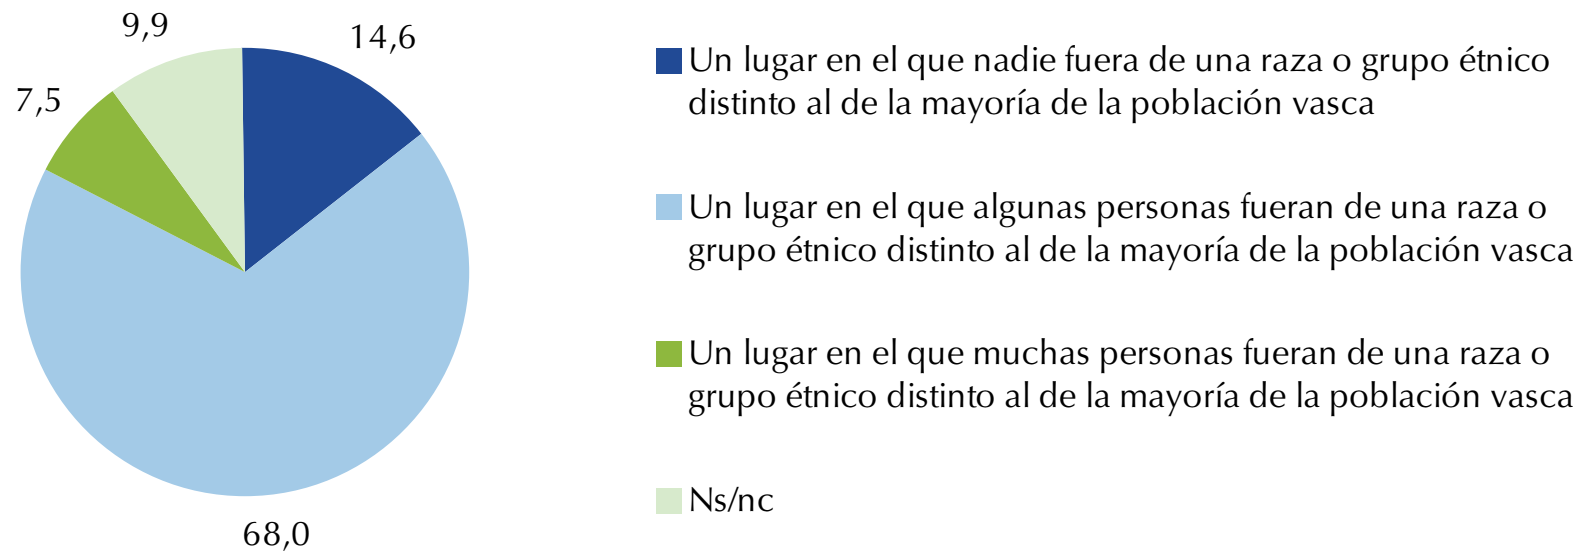 9,9
14,6
7,5
68,0
Un lugar en el que nadie fuera de una raza o grupo étnico
distinto al de la mayoría de la población vasca
Un lugar en el que algunas personas fueran de una raza o
grupo étnico distinto al de la mayoría de la población vasca
Un lugar en el que muchas personas fueran de una raza o
grupo étnico distinto al de la mayoría de la población vasca
Ns/nc